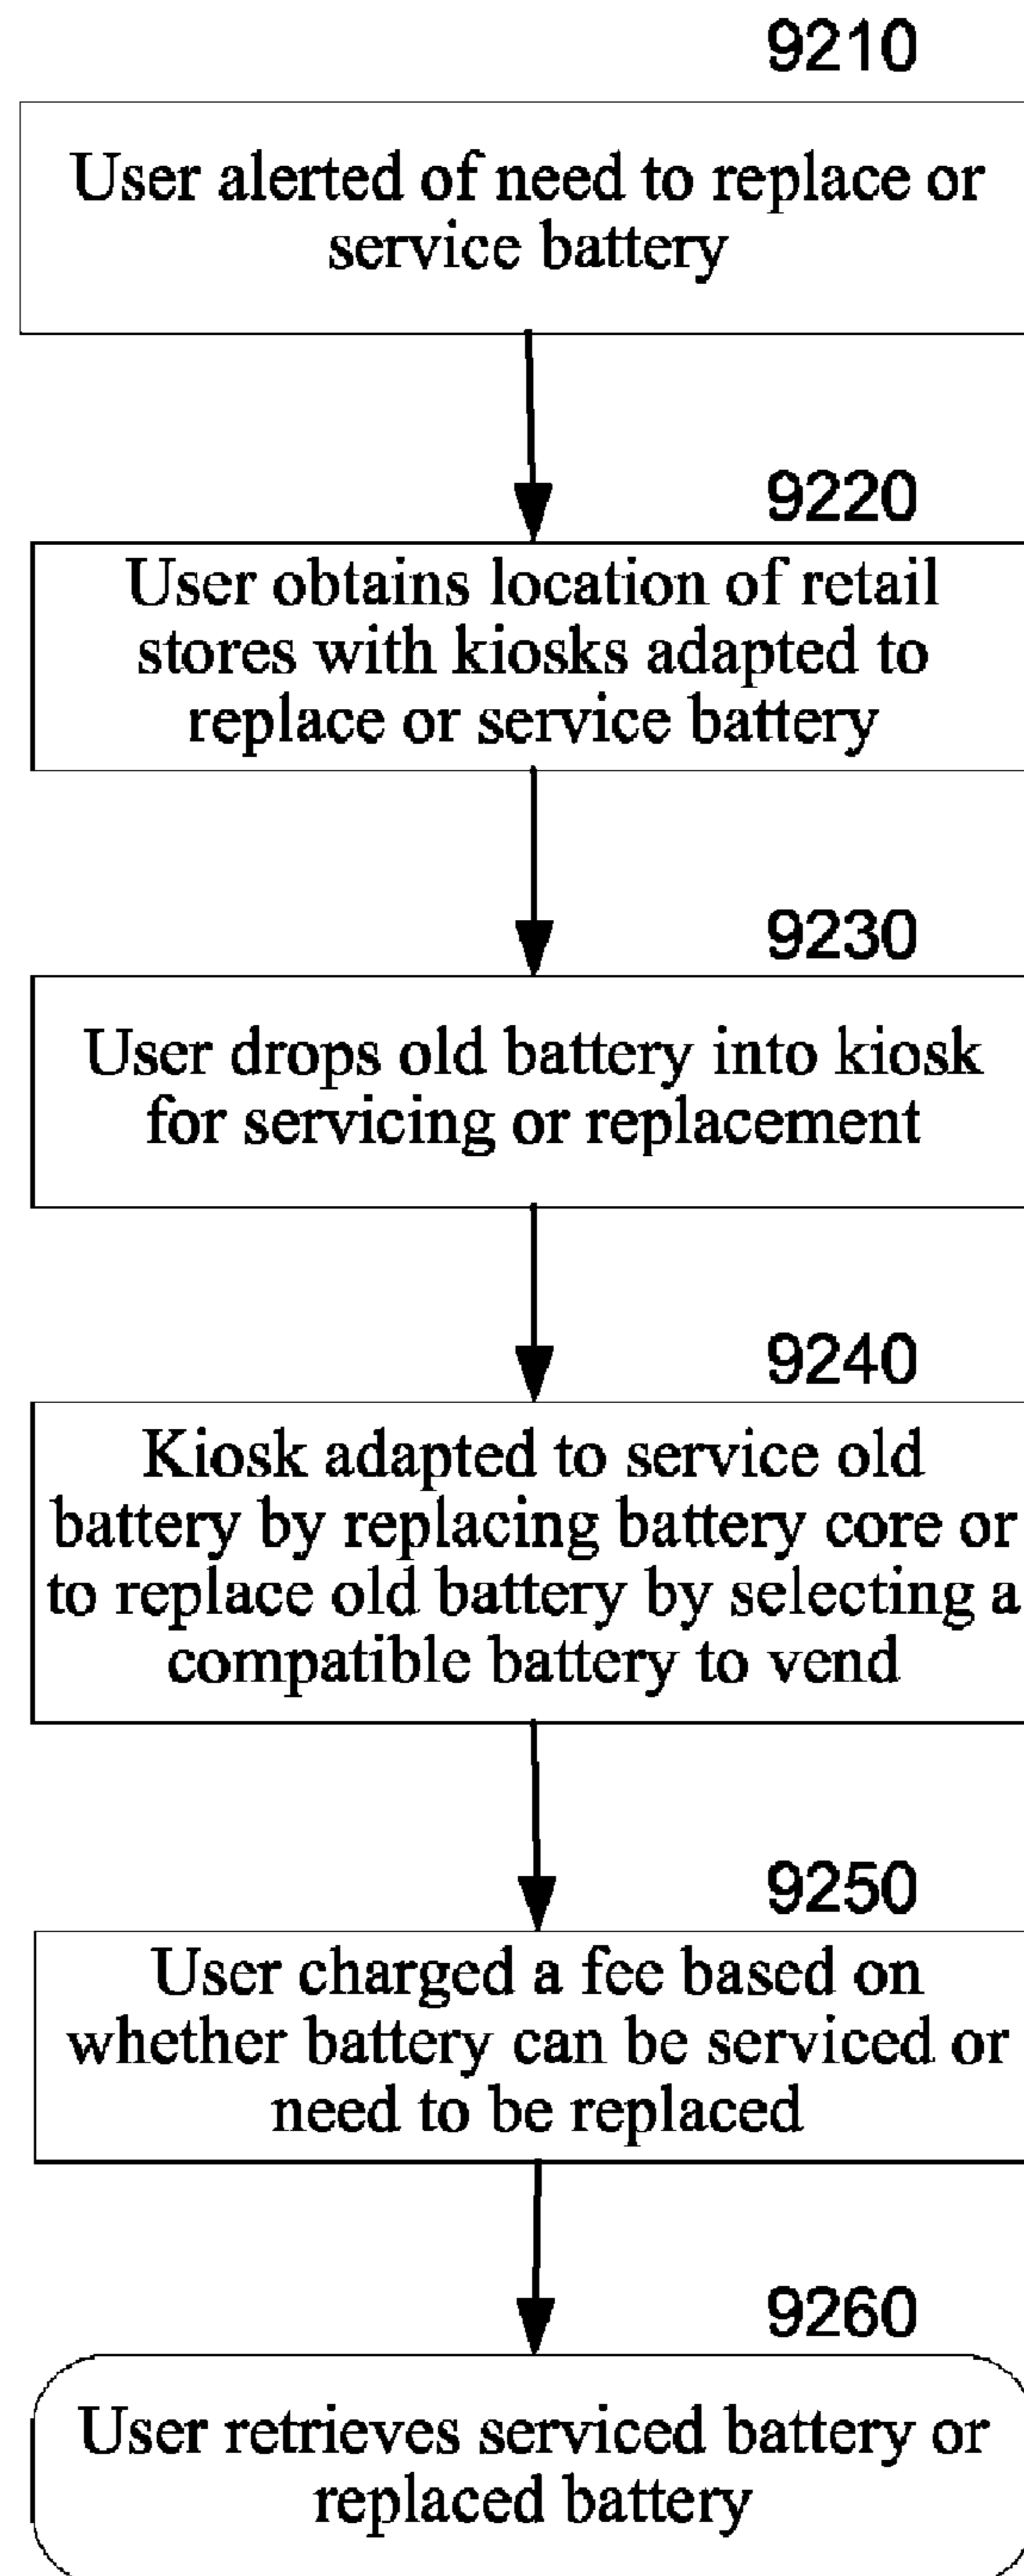 9210
User alerted of need to replace or
service battery
9220
User obtains location of retail
stores with kiosks adapted to
replace or service battery
9230
User drops old battery into kiosk
for servicing or replacement
9240
Kiosk adapted to service old
battery by replacing battery core or
to replace old battery by selecting a
compatible battery to vend
9250
User charged a fee based on
whether battery can be serviced or
need to be replaced
9260
User retrieves serviced battery or
replaced battery